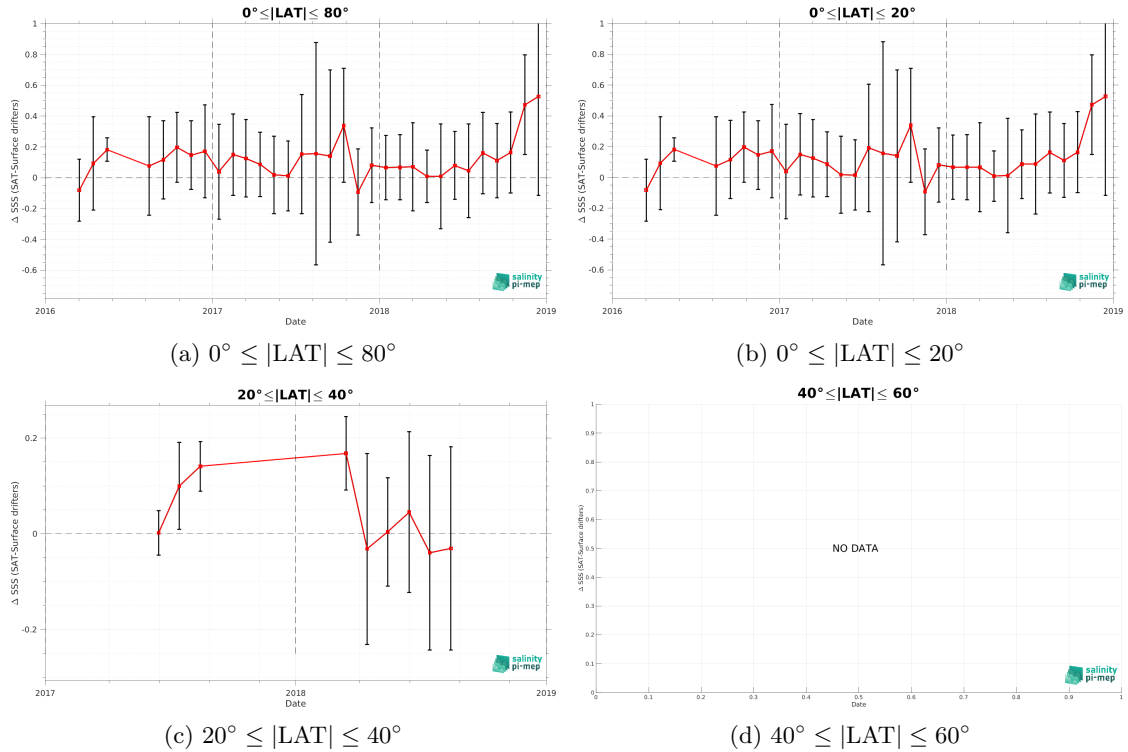 0°≤|LAT|≤ 80°
1
0.8
0.6
0.4
0.2
0
-0.2
-0.4
-0.6
Δ SSS (SAT-Surface drifters)
2016
2017
2018
2019
Date
salinity
pi-mep
(a) 0° ≤ |LAT| ≤ 80°
0°≤|LAT|≤ 20°
1
0.8
0.6
0.4
0.2
0
-0.2
-0.4
-0.6
Δ SSS (SAT-Surface drifters)
2016
2017
2018
2019
Date
salinity
pi-mep
(b) 0° ≤ |LAT| ≤ 20°
20°≤|LAT|≤ 40°
0.2
0
-0.2
Δ SSS (SAT-Surface drifters)
2017
2018
2019
Date
salinity
pi-mep
(c) 20° ≤ |LAT| ≤ 40°
40°≤|LAT|≤ 60°
1
0.9
0.8
0.7
0.6
0.5
0.4
0.3
0.2
0.1
0
Δ SSS (SAT-Surface drifters)
NO DATA
0
0.1
0.2
0.3
0.4
0.5
0.6
0.7
0.8
0.9
1
Date
salinity
pi-mep
(d) 40° ≤ |LAT| ≤ 60°